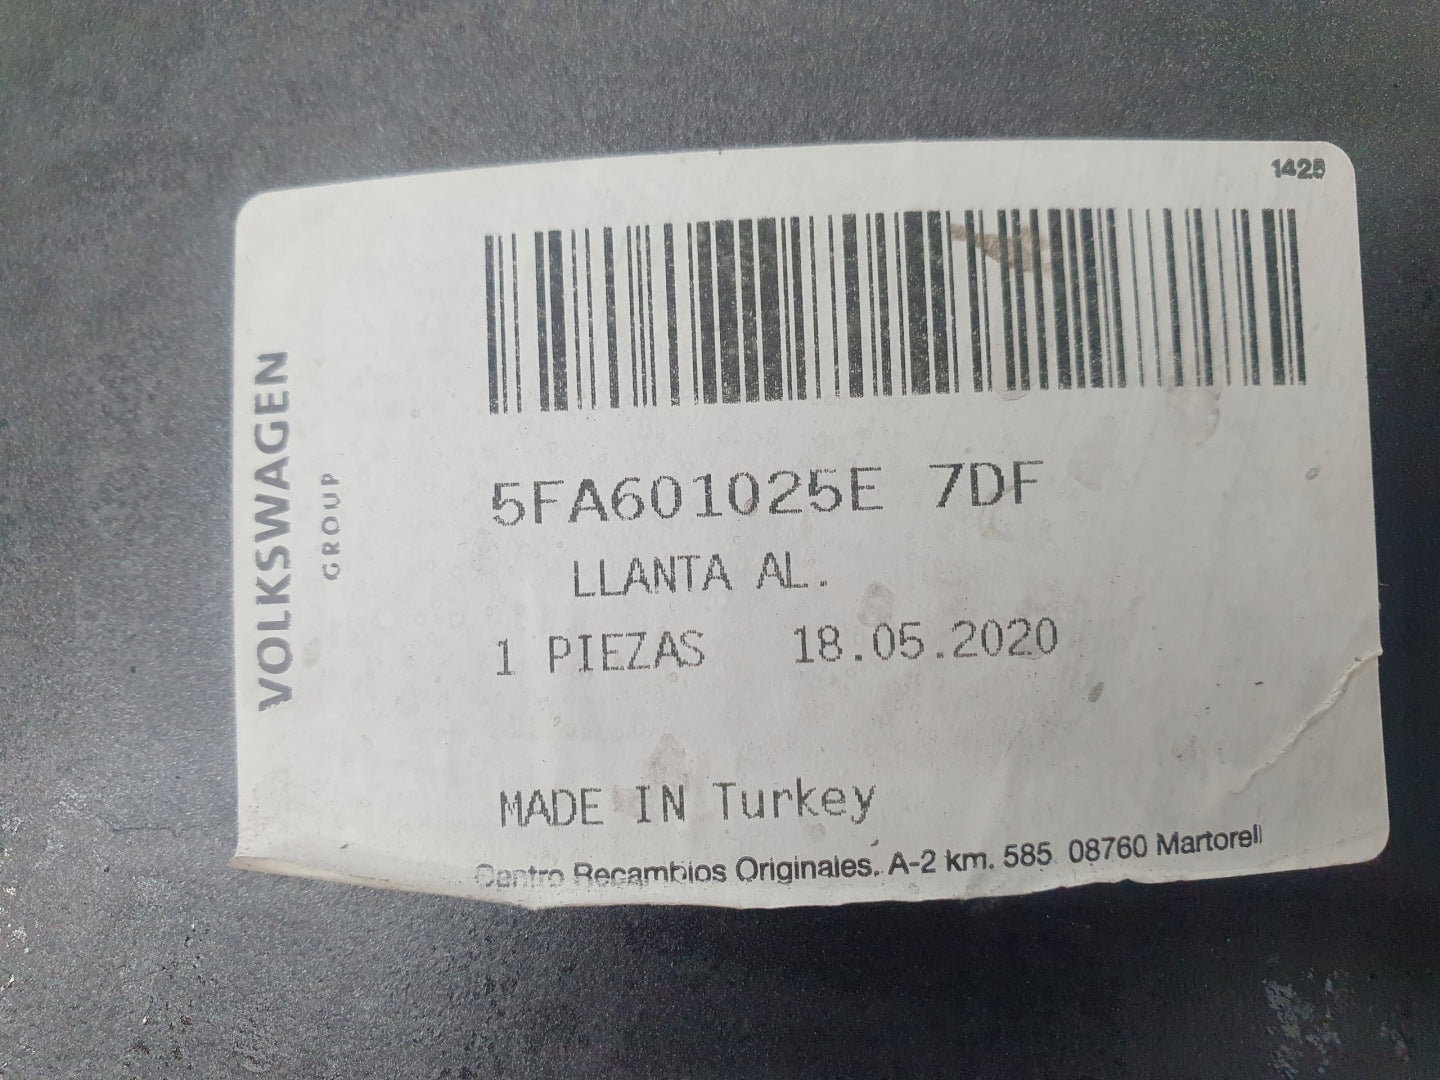 1425
VOLKSWAGEN
GROUP
5FA601025E 7DF
LLANTA AL.
1 PIEZAS 18.05.2020
MADE IN Turkey
Centro Recambios Originales. A-2 km. 585 08760 Martorell